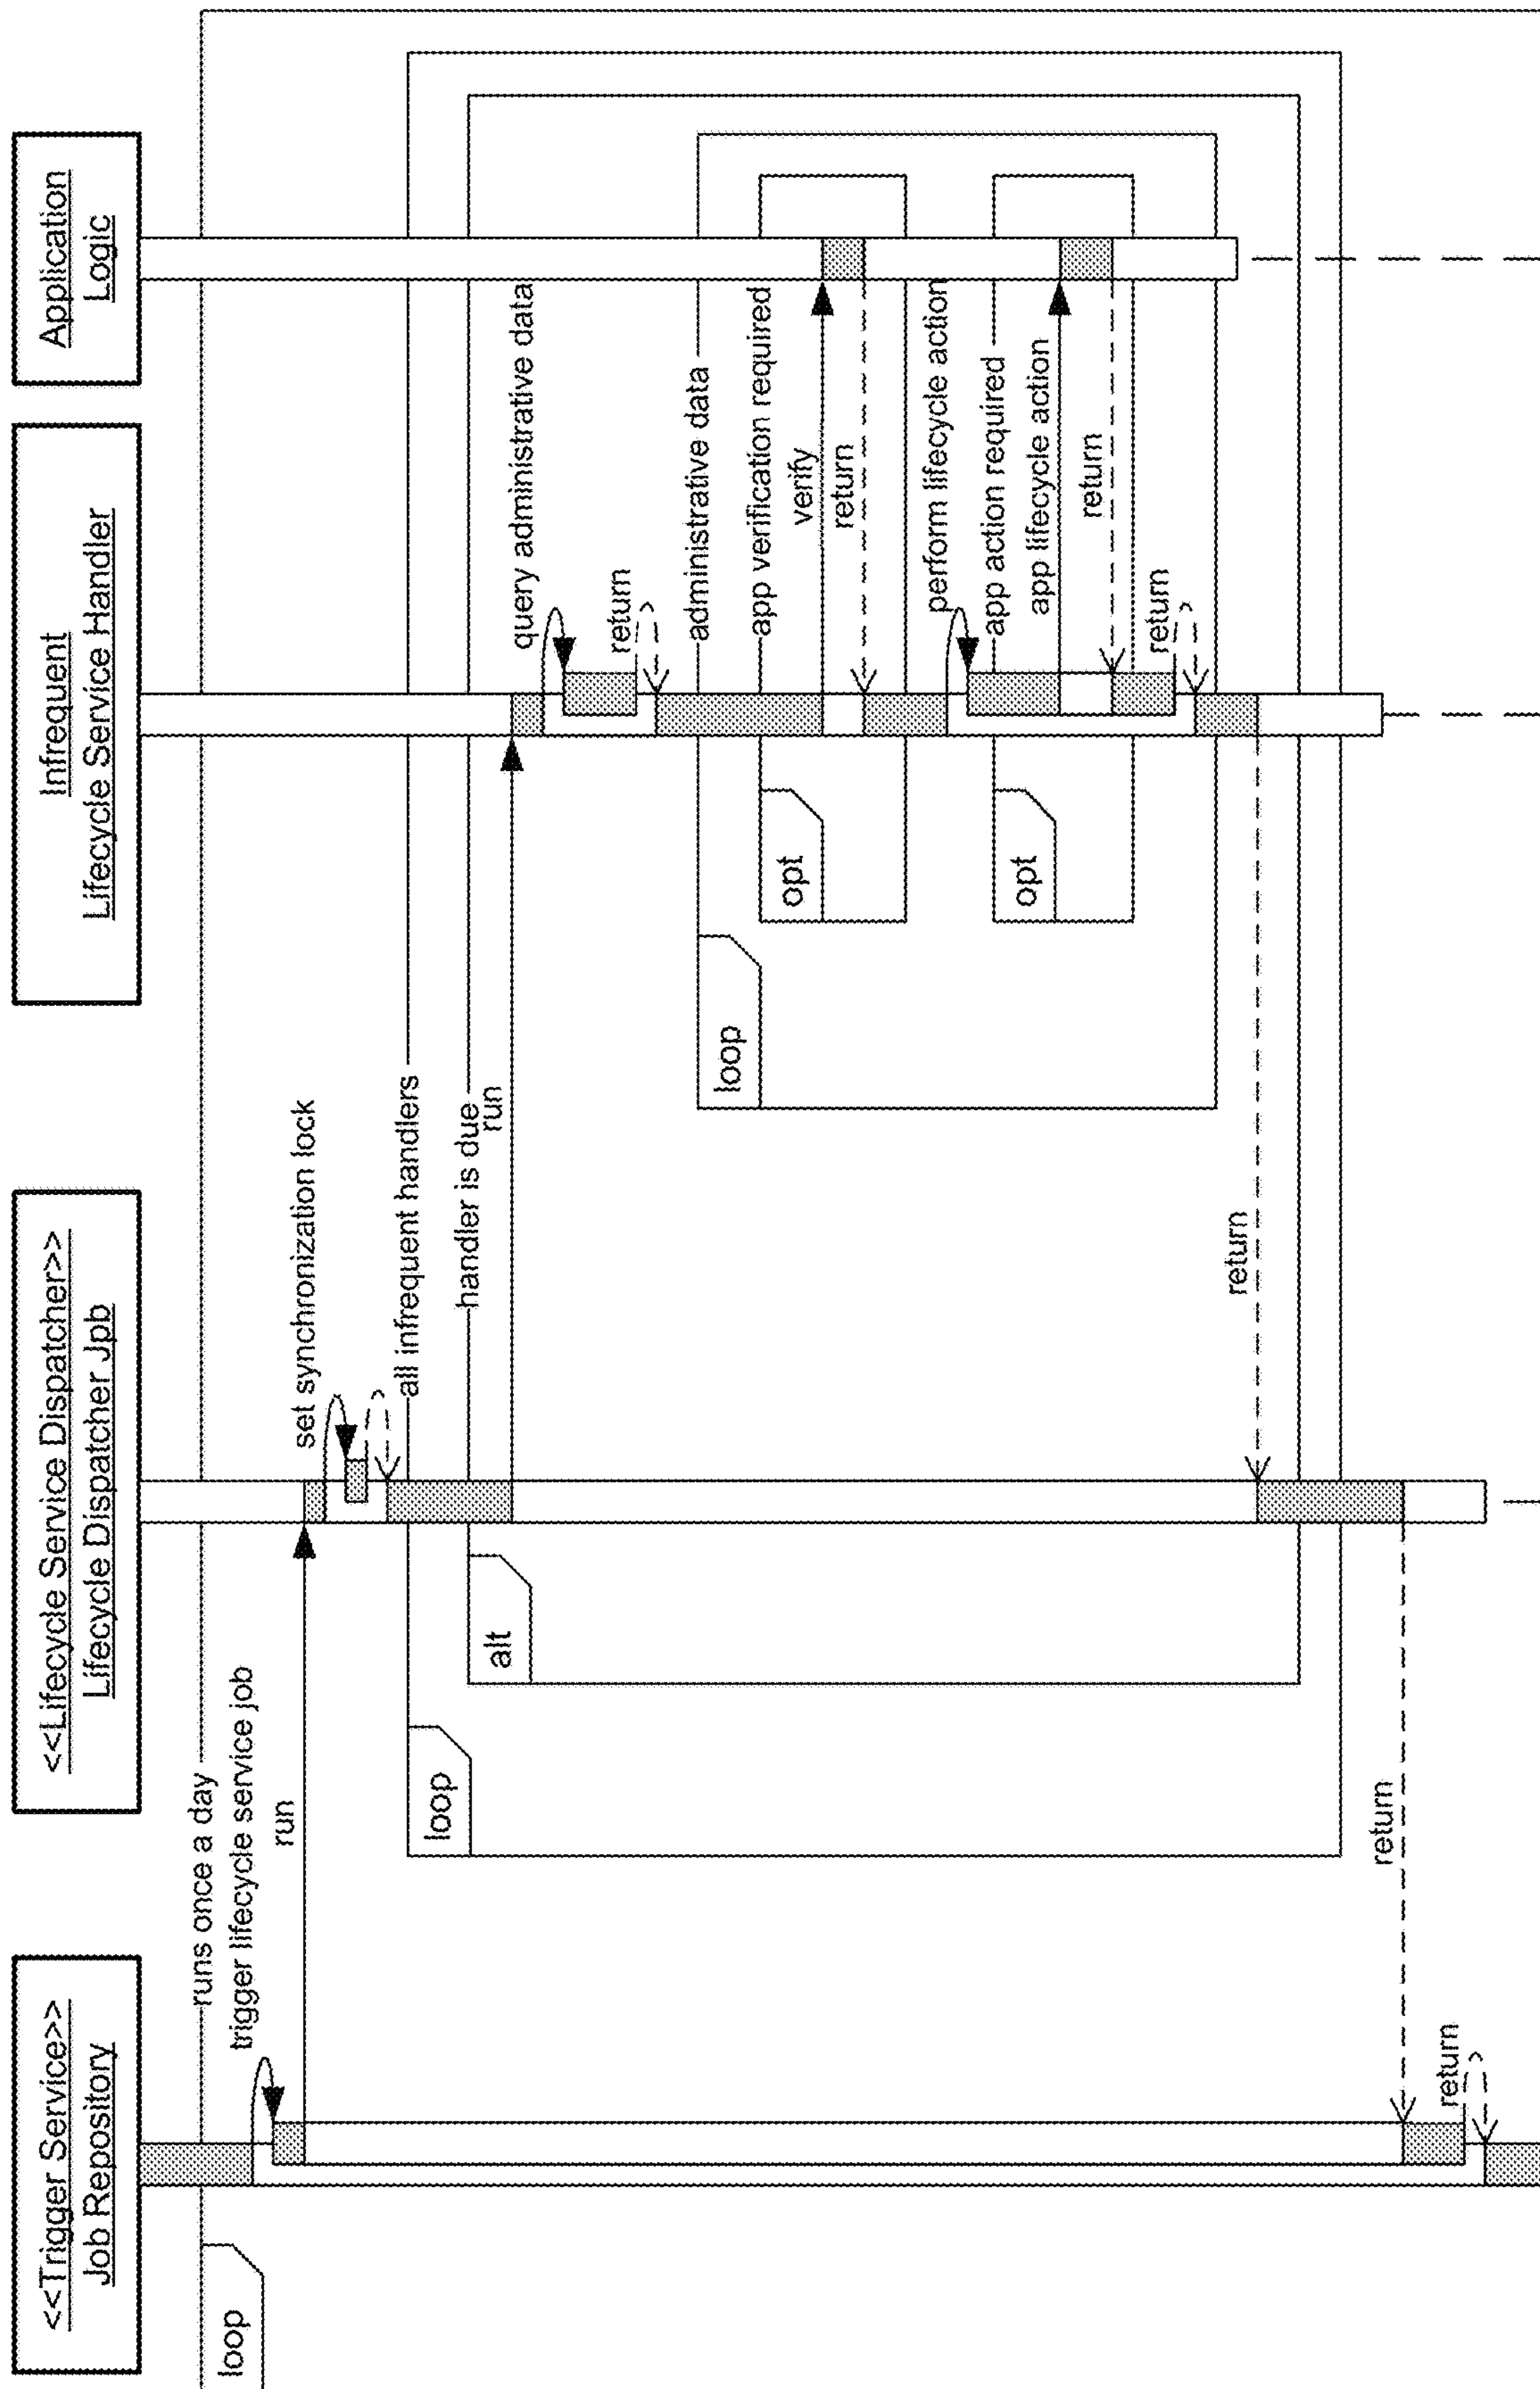 <<Trigger Service>>
Job Repository
<<Lifecycle Service Dispatcher>>
Lifecycle Dispatcher Jpb
Infrequent
Lifecycle Service Handler
Application
Logic
loop
runs once a day
trigger lifecycle service job
run
set synchronization lock
loop
all infrequent handlers
alt
handler is due
run
query administrative data
return
loop
administrative data
opt
app verification required
verify
return
perform lifecycle action
opt
app action required
app lifecycle action
return
return
return
return
return